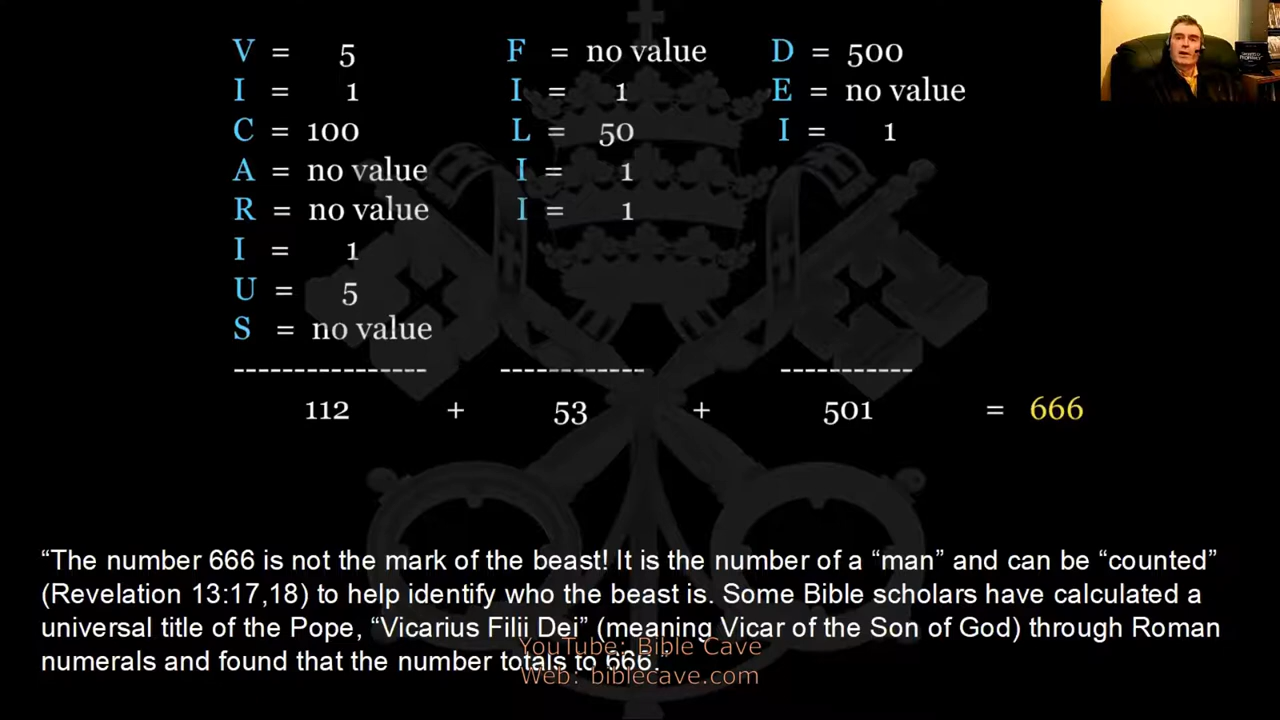 V = 5
I = 1
C = 100
A = no value
R = no value
I = 1
U = 5
S = no value
----------------
112
F = no value
I = 1
L = 50
I = 1
I = 1
------------
+ 53
D = 500
E = no value
I = 1
-----------
+ 501 = 666
“The number 666 is not the mark of the beast! It is the number of a “man” and can be “counted”
(Revelation 13:17,18) to help identify who the beast is. Some Bible scholars have calculated a
universal title of the Pope, “Vicarius Filii Dei” (meaning Vicar of the Son of God) through Roman
numerals and found that the number totals to 666.”
YouTube: Bible Cave
Web: biblecave.com